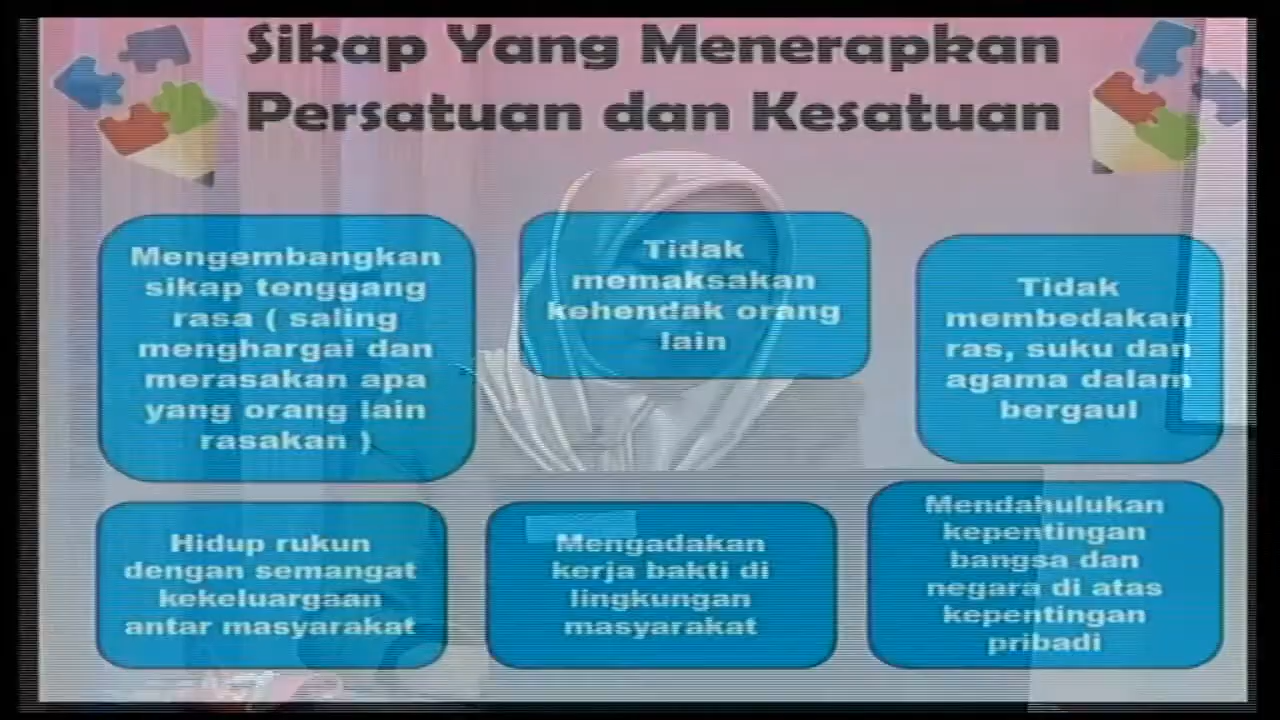 Sikap Yang Menerapkan
Persatuan dan Kesatuan
Mengembangkan
sikap tenggang
rasa ( saling
menghargai dan
merasakan apa
yang orang lain
rasakan )
Tidak
memaksakan
kehendak orang
lain
Tidak
membedakan
ras, suku dan
agama dalam
bergaul
Hidup rukun
dengan semangat
kekeluargaan
antar masyarakat
Mengadakan
kerja bakti di
lingkungan
masyarakat
Mendahulukan
kepentingan
bangsa dan
negara di atas
kepentingan
pribadi